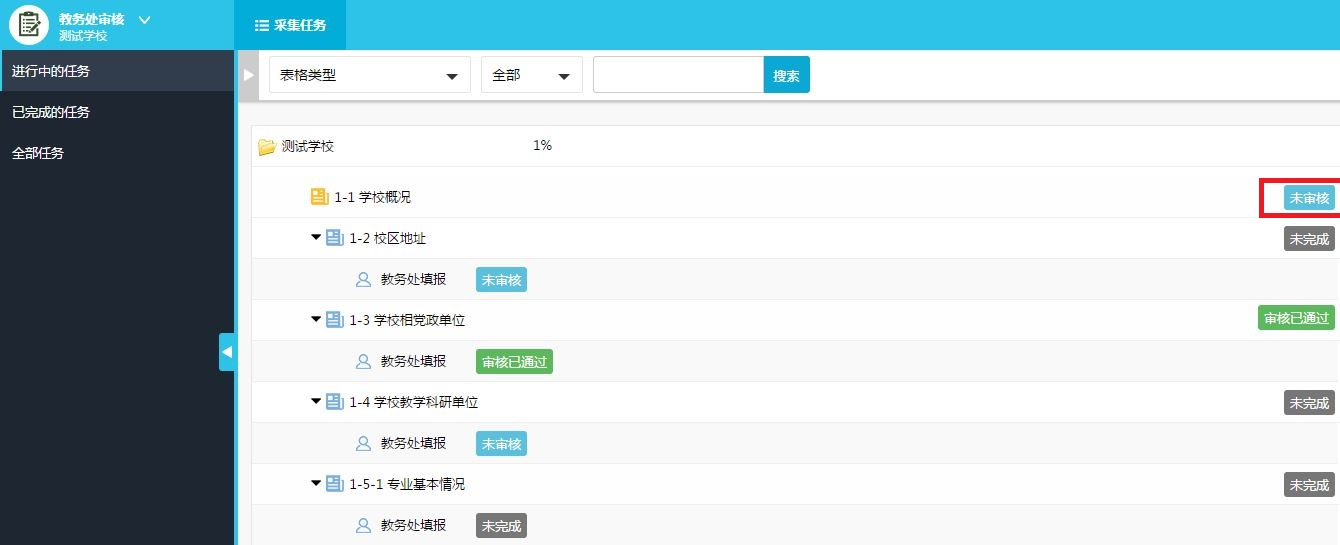 教务处审核
测试学校
采集任务
进行中的任务
已完成的任务
全部任务
表格类型
全部
搜索
测试学校 1%
1-1 学校概况 未审核
1-2 校区地址 未完成
教务处填报 未审核
1-3 学校相党政单位 审核已通过
教务处填报 审核已通过
1-4 学校教学科研单位 未完成
教务处填报 未审核
1-5-1 专业基本情况 未完成
教务处填报 未完成